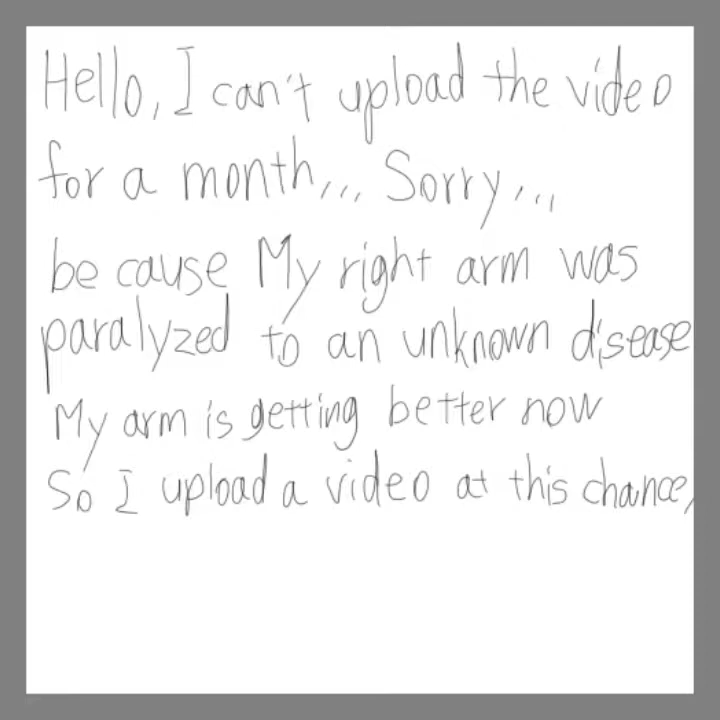 Hello, I can't upload the video
for a month,,, Sorry,,,
be cause My right arm was
paralyzed to an unknown disease
My arm is getting better now
So I upload a video at this chance,